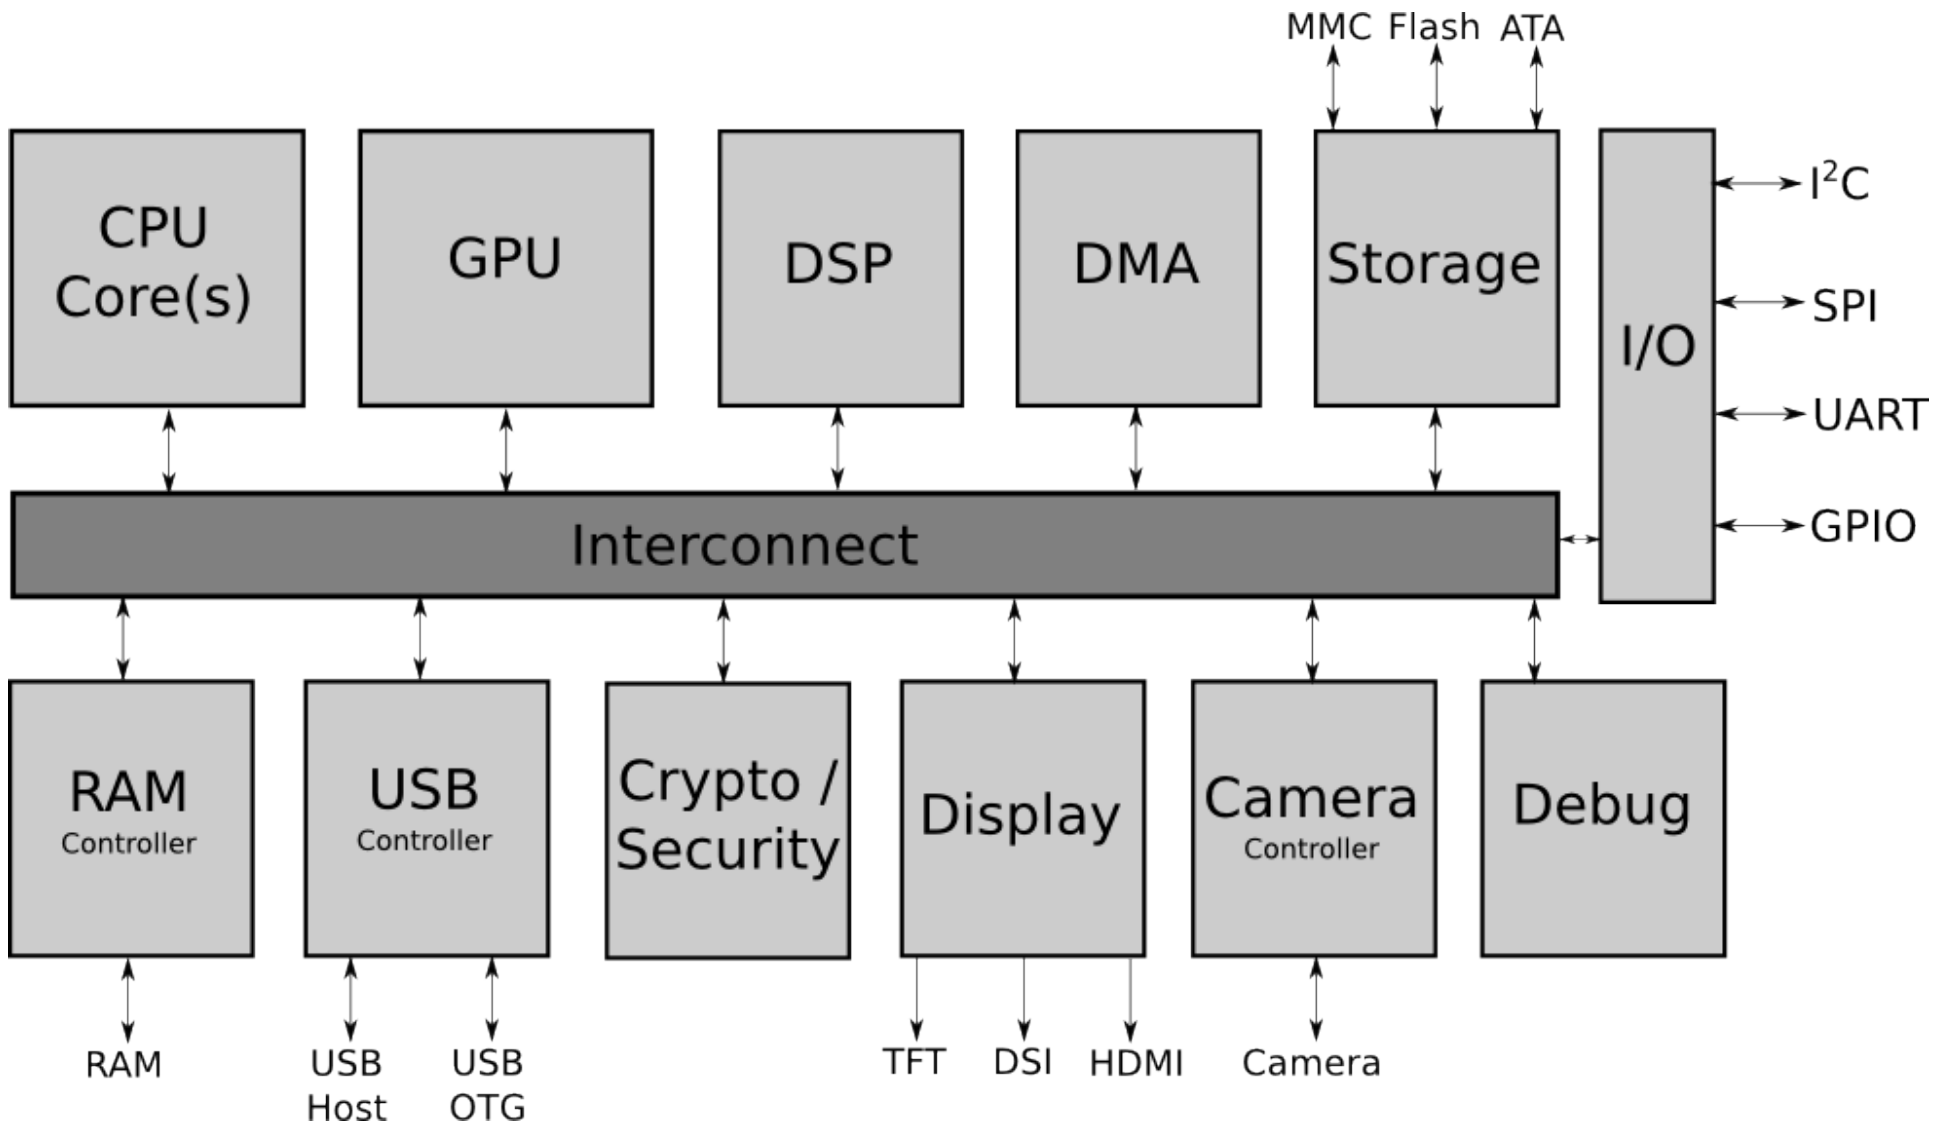 MMC Flash ATA
CPU
Core(s)
GPU
DSP
DMA
Storage
I/O
I²C
SPI
UART
GPIO
Interconnect
RAM
Controller
USB
Controller
Crypto /
Security
Display
Camera
Controller
Debug
RAM
USB
Host
USB
OTG
TFT
DSI
HDMI
Camera